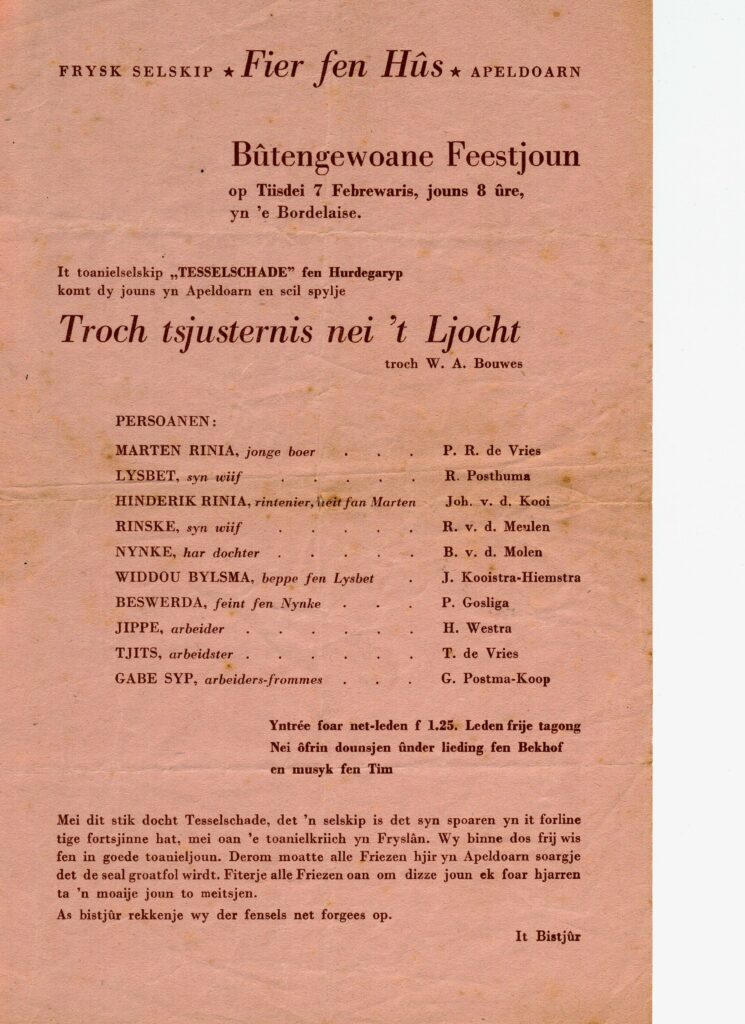 FRYSK SELSKIP ★ Fier fen Hûs ★ APELDOARN
Bûtengewoane Feestjoun
op Tiisdei 7 Febrewaris, jouns 8 ûre,
yn 'e Bordelaise.
It toanielselskip „TESSELSCHADE” fen Hurdegaryp
komt dy jouns yn Apeldoarn en scil spylje
Troch tsjusternis nei 't Ljocht
troch W. A. Bouwes
PERSOANEN:
MARTEN RINIA, jonge boer . . . P. R. de Vries
LYSBET, syn wiif . . . . . R. Posthuma
HINDERIK RINIA, rintenier, heit fan Marten Joh. v. d. Kooi
RINSKE, syn wiif . . . . . R. v. d. Meulen
NYNKE, har dochter . . . . . B. v. d. Molen
WIDDOU BYLSMA, beppe fen Lysbet . J. Kooistra-Hiemstra
BESWERDA, feint fen Nynke . . . P. Gosliga
JIPPE, arbeider . . . . . . H. Westra
TJITS, arbeidster . . . . . . T. de Vries
GABE SYP, arbeiders-frommes . . . G. Postma-Koop
Yntrée foar net-leden f 1.25. Leden frije tagong
Nei ôfrin dounsjen ûnder lieding fen Bekhof
en musyk fen Tim
Mei dit stik docht Tesselschade, det 'n selskip is det syn spoaren yn it forline
tige fortsjinne hat, mei oan 'e toanielkriich yn Fryslân. Wy binne dos frij wis
fen in goede toanieljoun. Derom moatte alle Friezen hjir yn Apeldoarn soargje
det de seal groatfol wirdt. Fiterje alle Friezen oan om dizze joun ek foar hjarren
ta 'n moaije joun to meitsjen.
As bistjûr rekkenje wy der fensels net forgees op.
It Bistjûr